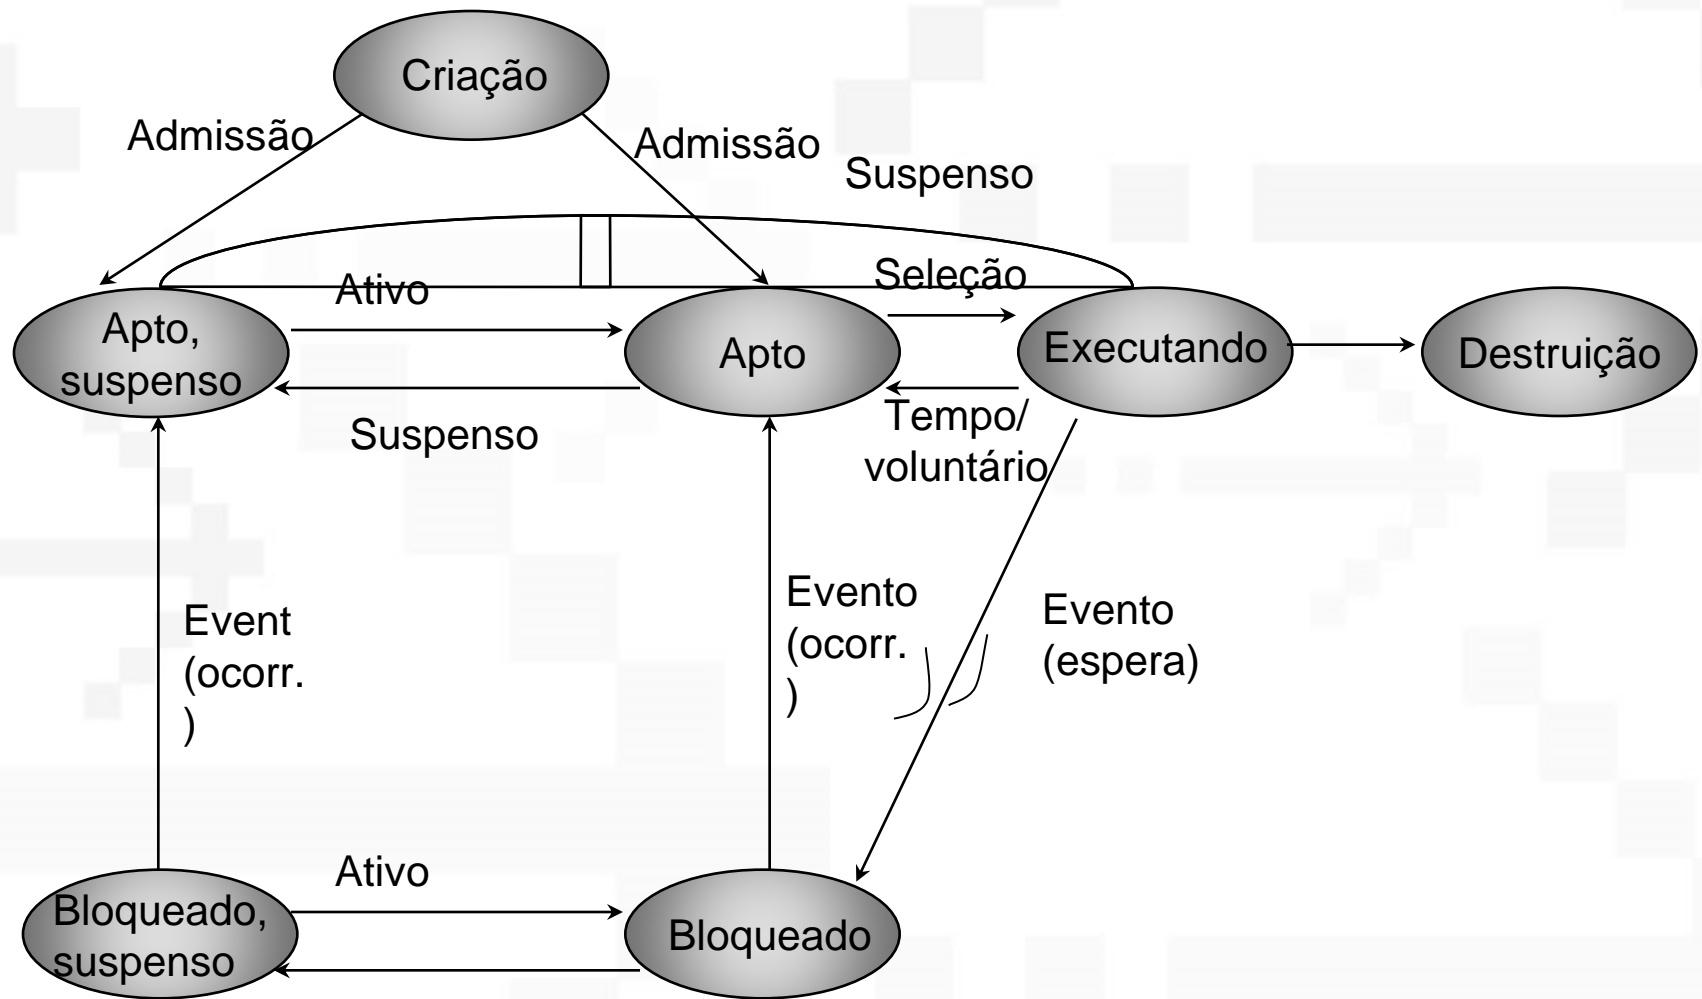 Criação
Admissão
Admissão
Suspenso
Ativo
Seleção
Apto,
suspenso
Apto
Executando
Destruição
Suspenso
Tempo/
voluntário
Event
(ocorr.
)
Evento
(ocorr.
)
Evento
(espera)
Ativo
Bloqueado,
suspenso
Bloqueado